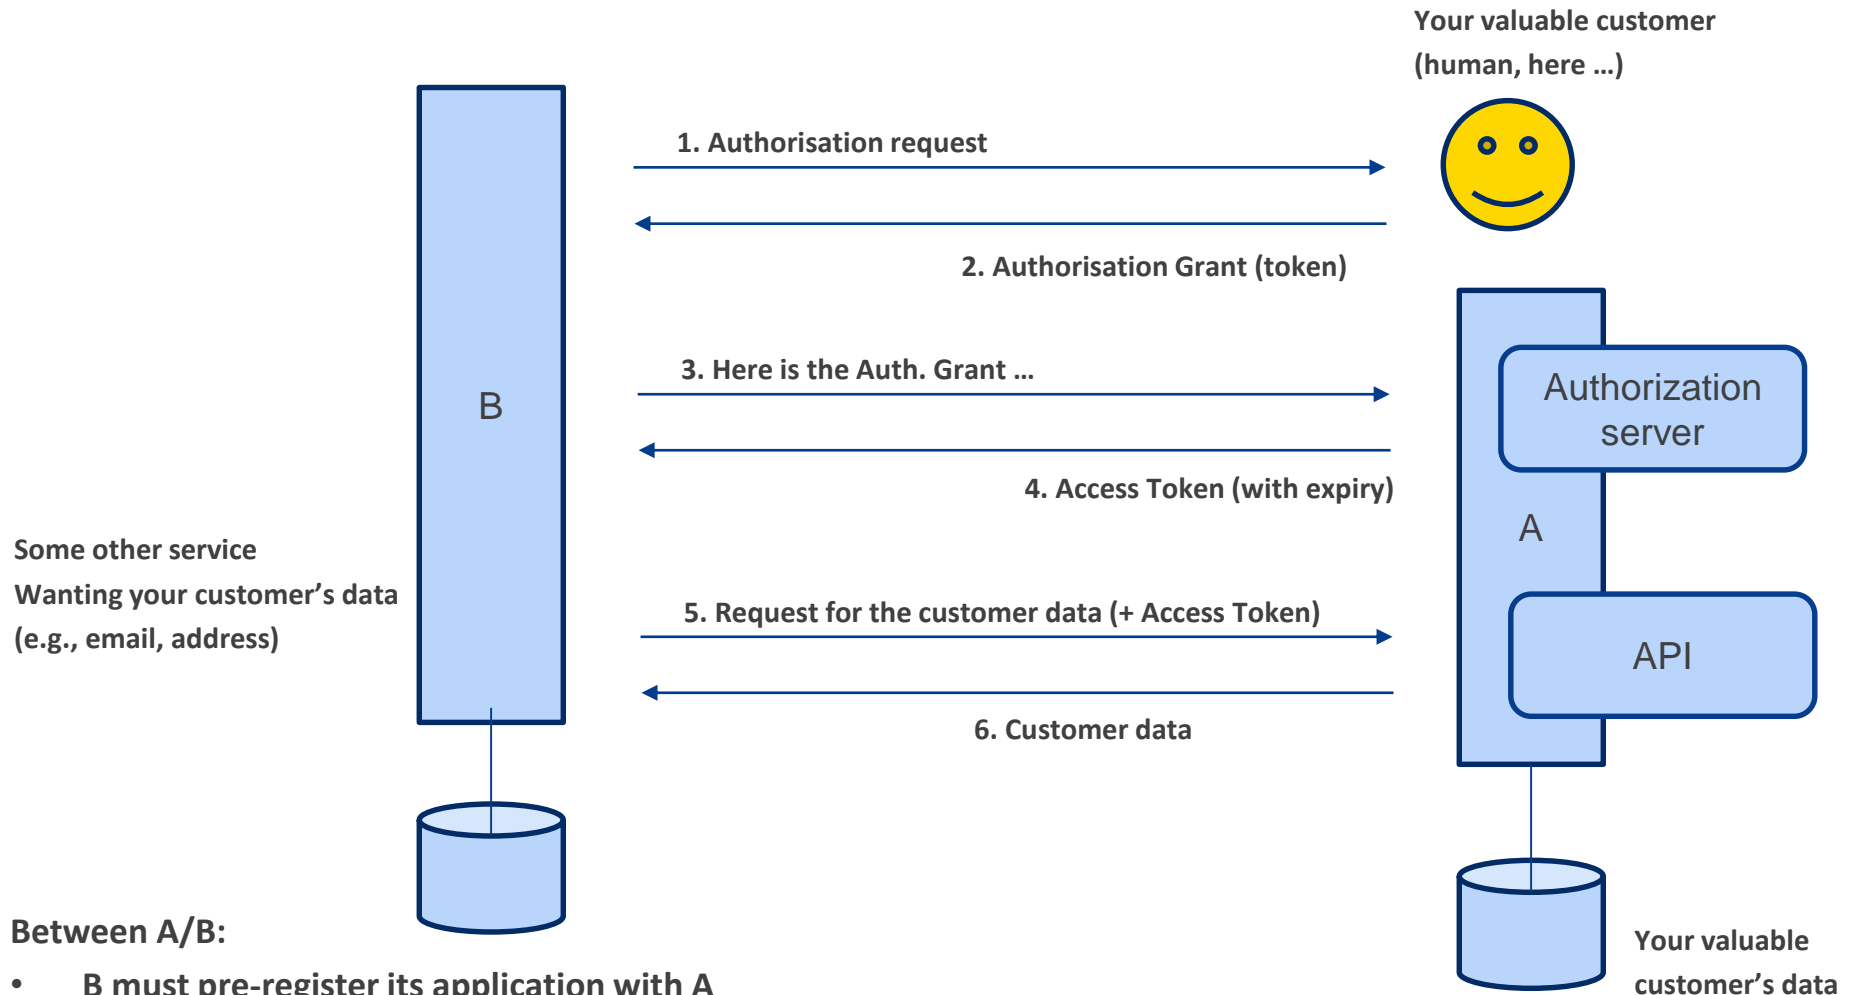 Your valuable customer
(human, here …)
1. Authorisation request
2. Authorisation Grant (token)
3. Here is the Auth. Grant …
Authorization
server
B
4. Access Token (with expiry)
A
Some other service
Wanting your customer’s data
(e.g., email, address)
5. Request for the customer data (+ Access Token)
API
6. Customer data
Between A/B:
• B must pre-register its application with A
Your valuable
customer’s data